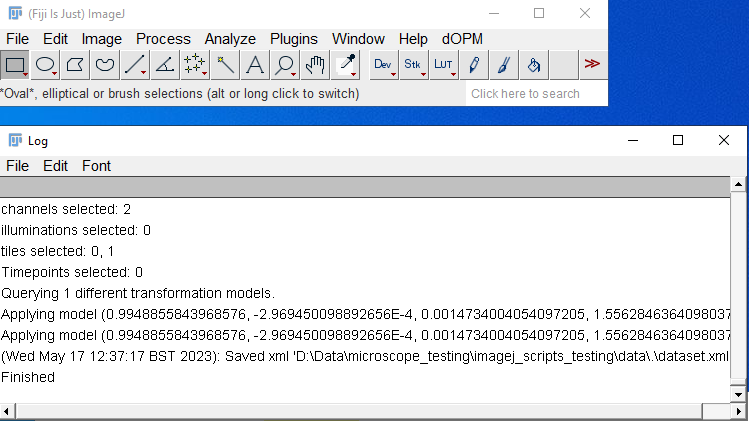 (Fiji Is Just) ImageJ
File Edit Image Process Analyze Plugins Window Help dOPM
A Dev Stk LUT >>
*Oval*, elliptical or brush selections (alt or long click to switch) Click here to search
Log
File Edit Font
channels selected: 2
illuminations selected: 0
tiles selected: 0, 1
Timepoints selected: 0
Querying 1 different transformation models.
Applying model (0.9948855843968576, -2.969450098892656E-4, 0.0014734004054097205, 1.5562846364098037
Applying model (0.9948855843968576, -2.969450098892656E-4, 0.0014734004054097205, 1.5562846364098037
(Wed May 17 12:37:17 BST 2023): Saved xml 'D:\Data\microscope_testing\imagej_scripts_testing\data\.\dataset.xml
Finished